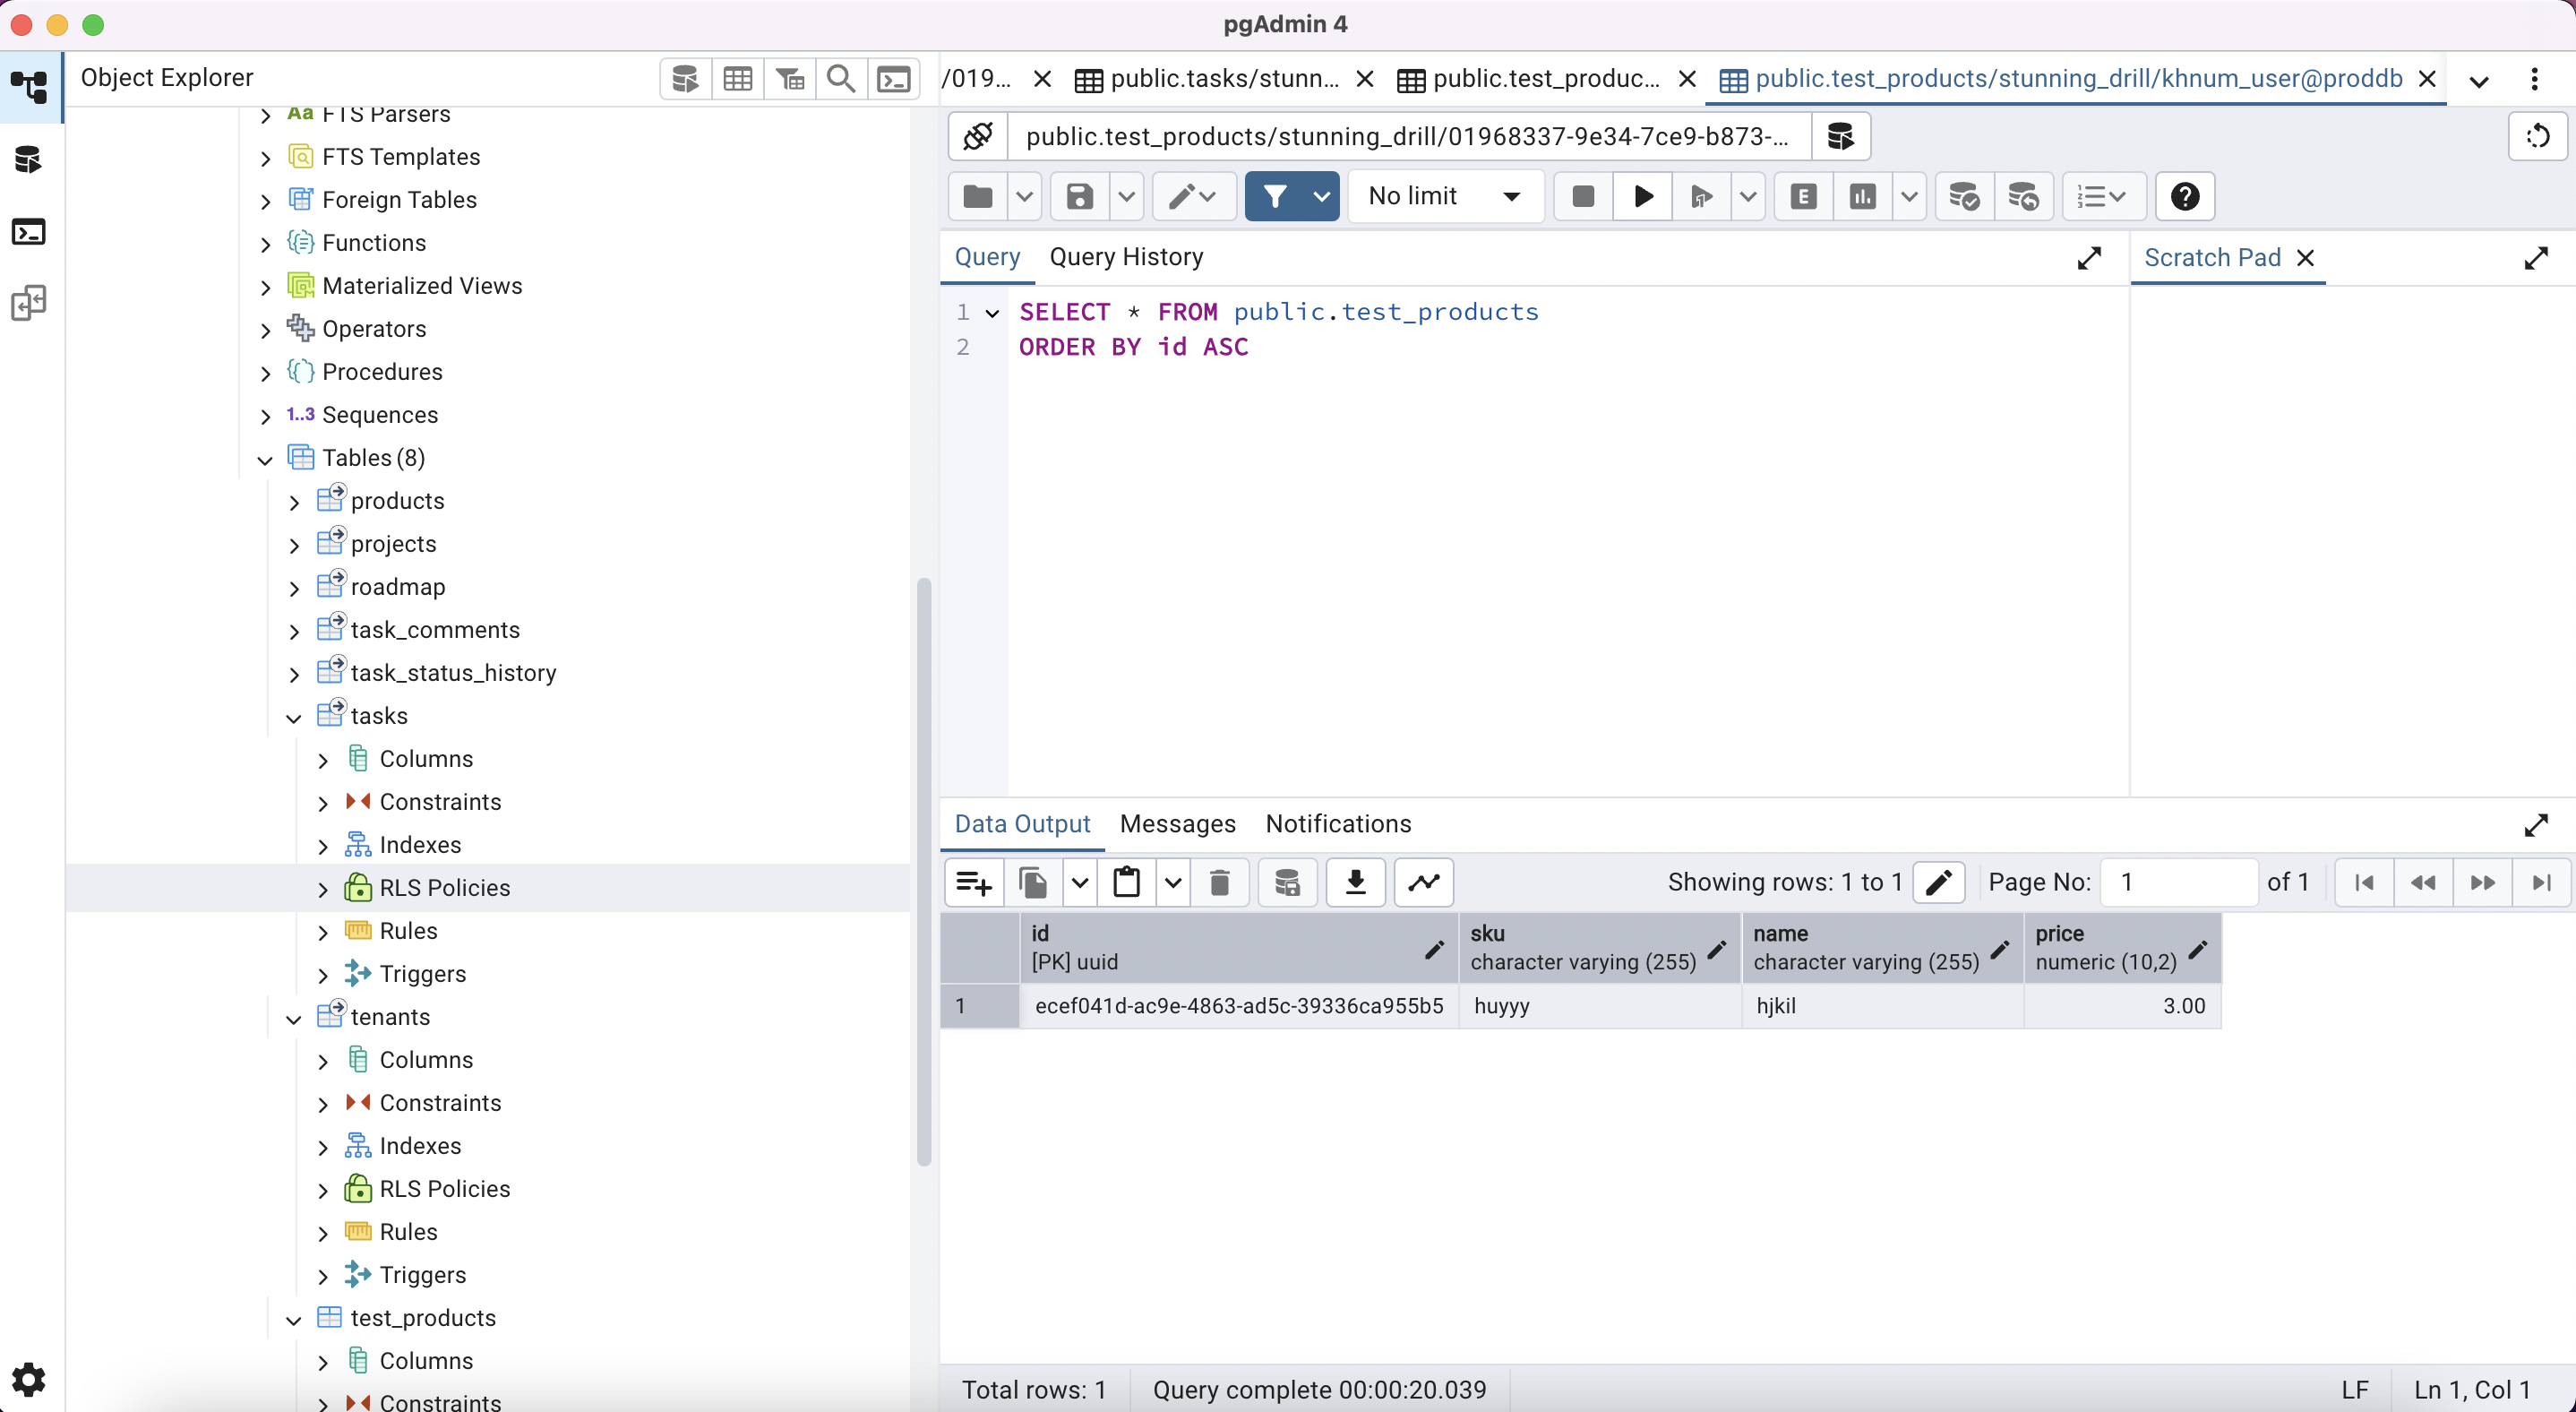 pgAdmin 4
Object Explorer
Aa FTS Parsers
FTS Templates
Foreign Tables
Functions
Materialized Views
Operators
Procedures
1..3 Sequences
Tables (8)
products
projects
roadmap
task_comments
task_status_history
tasks
Columns
Constraints
Indexes
RLS Policies
Rules
Triggers
tenants
Columns
Constraints
Indexes
RLS Policies
Rules
Triggers
test_products
Columns
Constraints
/019... public.tasks/stunn... public.test_produc... public.test_products/stunning_drill/khnum_user@proddb
public.test_products/stunning_drill/01968337-9e34-7ce9-b873-...
No limit
E
Query Query History
Scratch Pad
1 SELECT * FROM public.test_products
2 ORDER BY id ASC
Data Output Messages Notifications
Showing rows: 1 to 1 Page No: 1 of 1
id sku name price
[PK] uuid character varying (255) character varying (255) numeric (10,2)
1 ecef041d-ac9e-4863-ad5c-39336ca955b5 huyyy hjkil 3.00
Total rows: 1 Query complete 00:00:20.039 LF Ln 1, Col 1